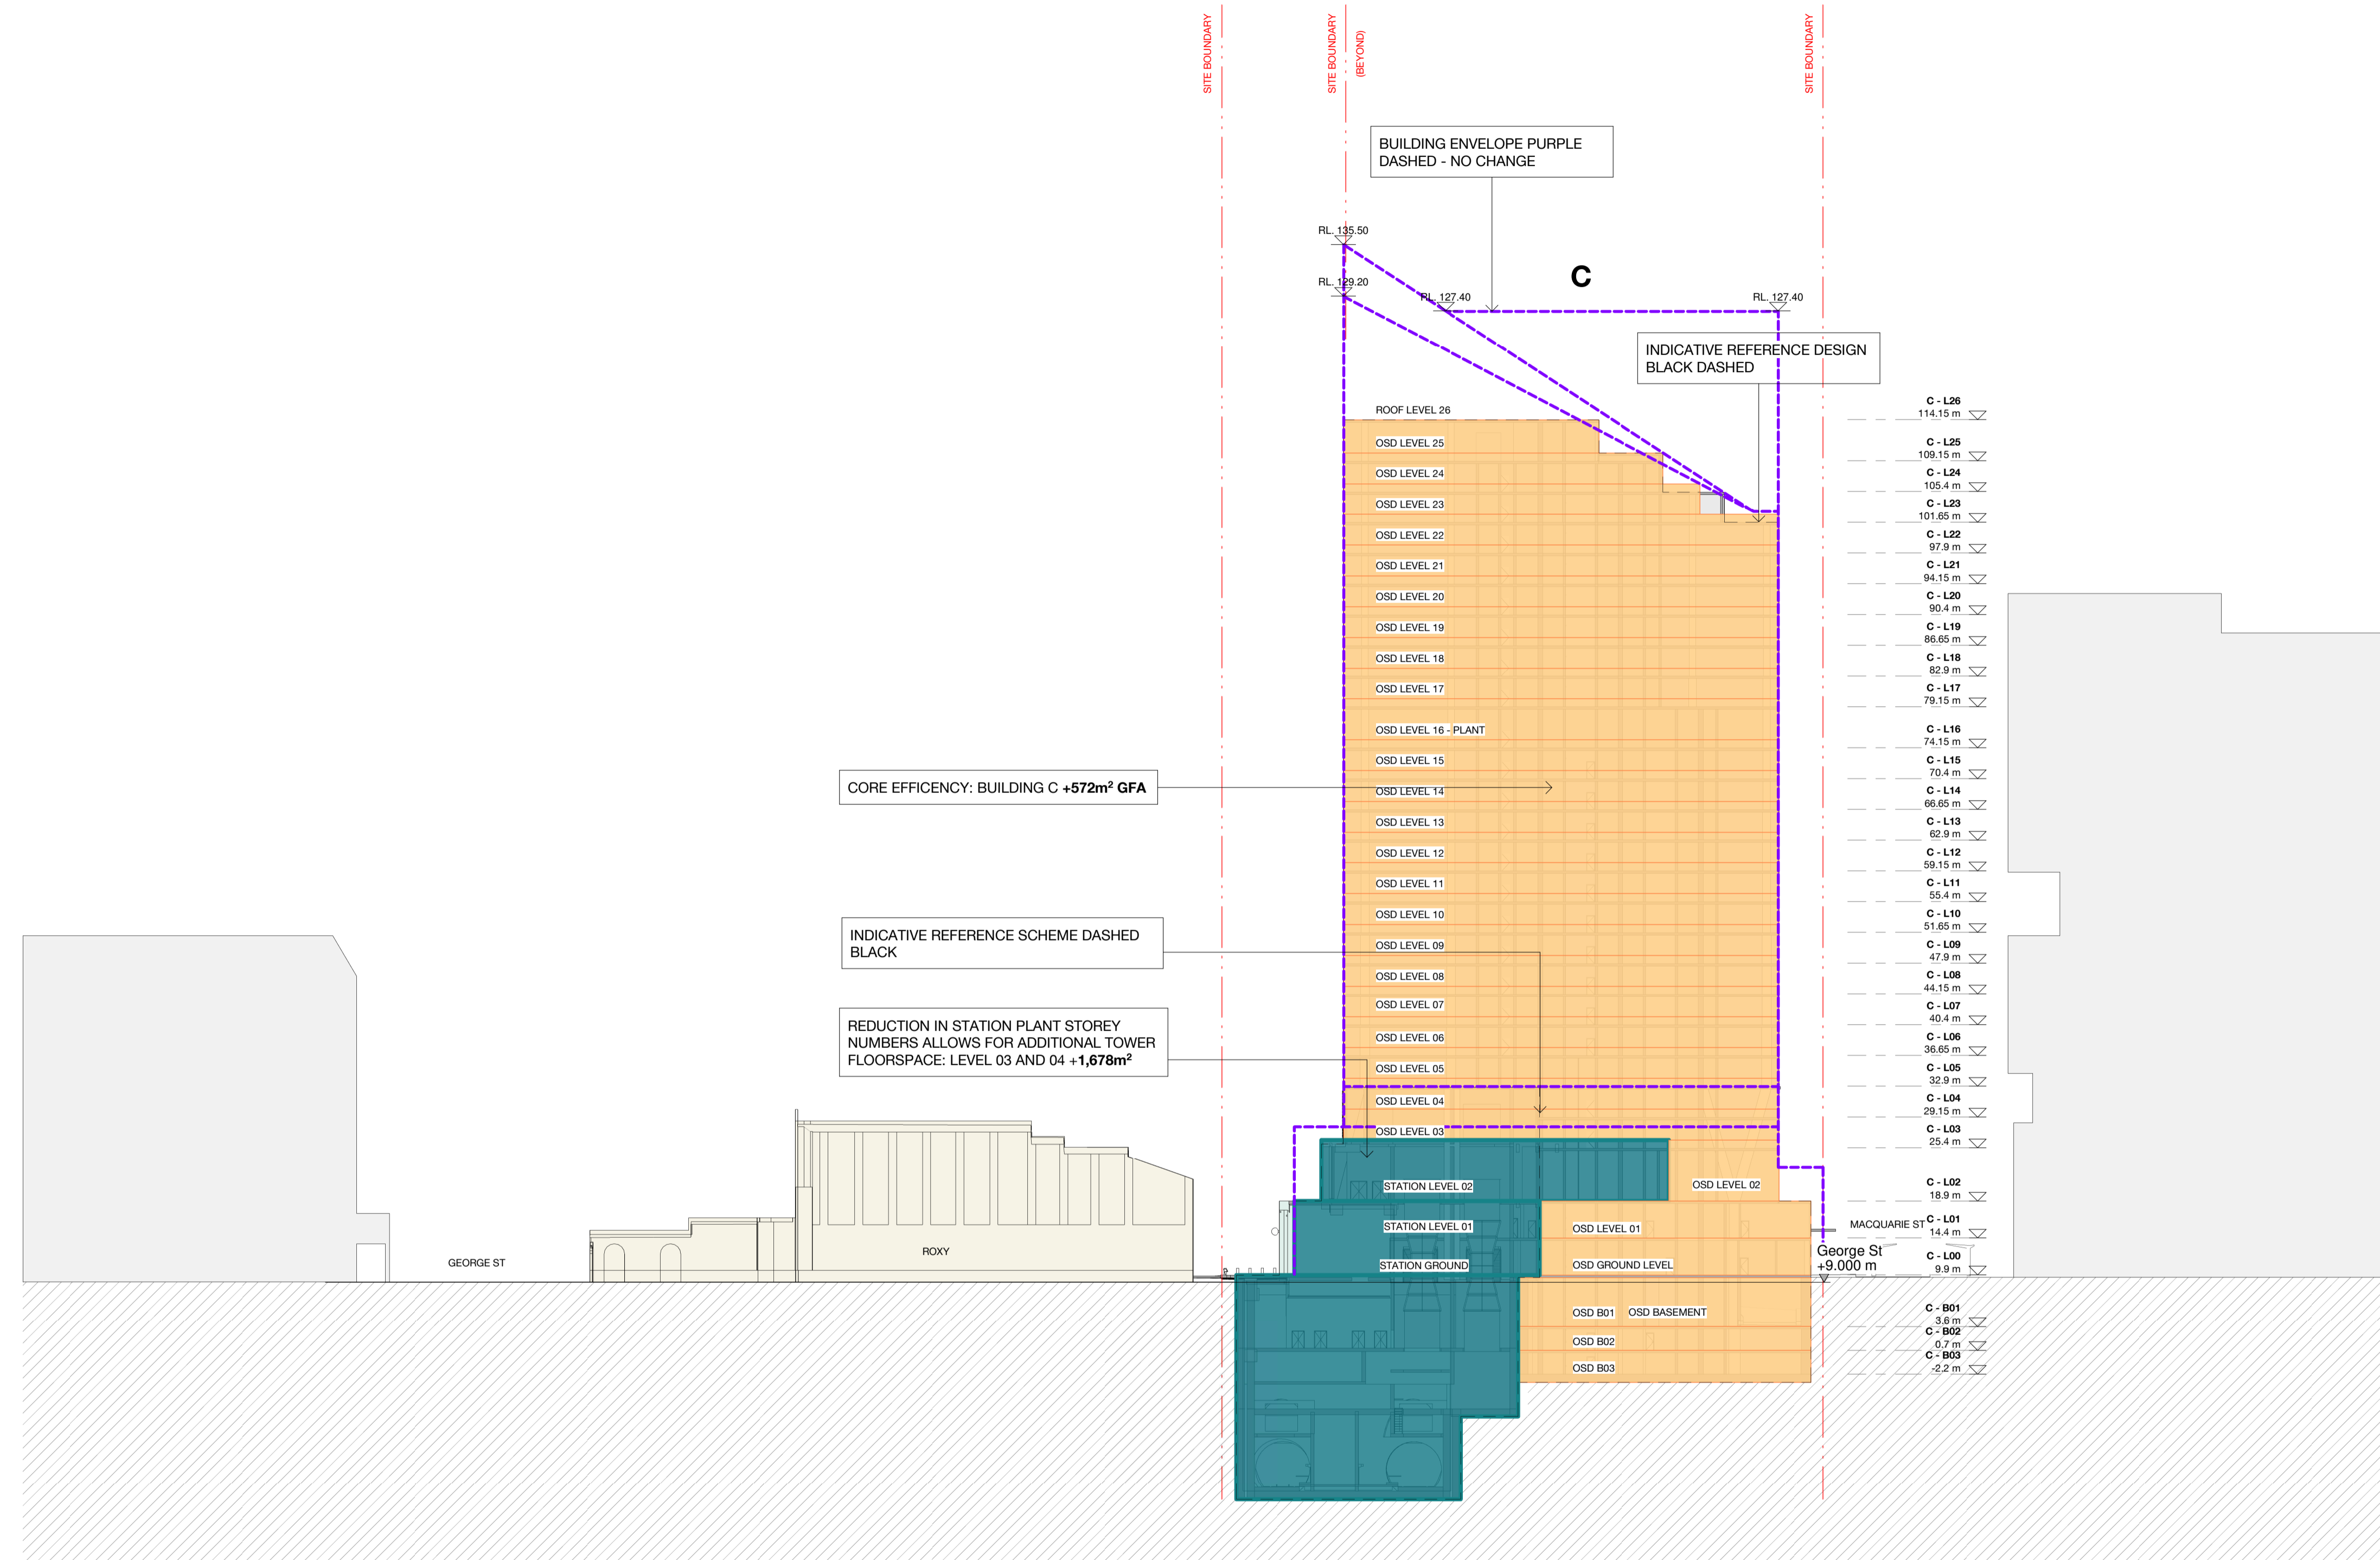 SITE BOUNDARY
SITE BOUNDARY
(BEYOND)
SITE BOUNDARY
BUILDING ENVELOPE PURPLE
DASHED - NO CHANGE
RL. 135.50
C
RL. 129.20
RL. 127.40
RL. 127.40
INDICATIVE REFERENCE DESIGN
BLACK DASHED
ROOF LEVEL 26
OSD LEVEL 25
OSD LEVEL 24
OSD LEVEL 23
OSD LEVEL 22
OSD LEVEL 21
OSD LEVEL 20
OSD LEVEL 19
OSD LEVEL 18
OSD LEVEL 17
OSD LEVEL 16 - PLANT
OSD LEVEL 15
OSD LEVEL 14
OSD LEVEL 13
OSD LEVEL 12
OSD LEVEL 11
OSD LEVEL 10
OSD LEVEL 09
OSD LEVEL 08
OSD LEVEL 07
OSD LEVEL 06
OSD LEVEL 05
OSD LEVEL 04
OSD LEVEL 03
CORE EFFICENCY: BUILDING C +572m² GFA
INDICATIVE REFERENCE SCHEME DASHED
BLACK
REDUCTION IN STATION PLANT STOREY
NUMBERS ALLOWS FOR ADDITIONAL TOWER
FLOORSPACE: LEVEL 03 AND 04 +1,678m²
STATION LEVEL 02
OSD LEVEL 02
STATION LEVEL 01
OSD LEVEL 01
STATION GROUND
OSD GROUND LEVEL
OSD B01
OSD BASEMENT
OSD B02
OSD B03
GEORGE ST
ROXY
MACQUARIE ST
George St
+9.000 m
C - L26
114.15 m
C - L25
109.15 m
C - L24
105.4 m
C - L23
101.65 m
C - L22
97.9 m
C - L21
94.15 m
C - L20
90.4 m
C - L19
86.65 m
C - L18
82.9 m
C - L17
79.15 m
C - L16
74.15 m
C - L15
70.4 m
C - L14
66.65 m
C - L13
62.9 m
C - L12
59.15 m
C - L11
55.4 m
C - L10
51.65 m
C - L09
47.9 m
C - L08
44.15 m
C - L07
40.4 m
C - L06
36.65 m
C - L05
32.9 m
C - L04
29.15 m
C - L03
25.4 m
C - L02
18.9 m
C - L01
14.4 m
C - L00
9.9 m
C - B01
3.6 m
C - B02
0.7 m
C - B03
-2.2 m